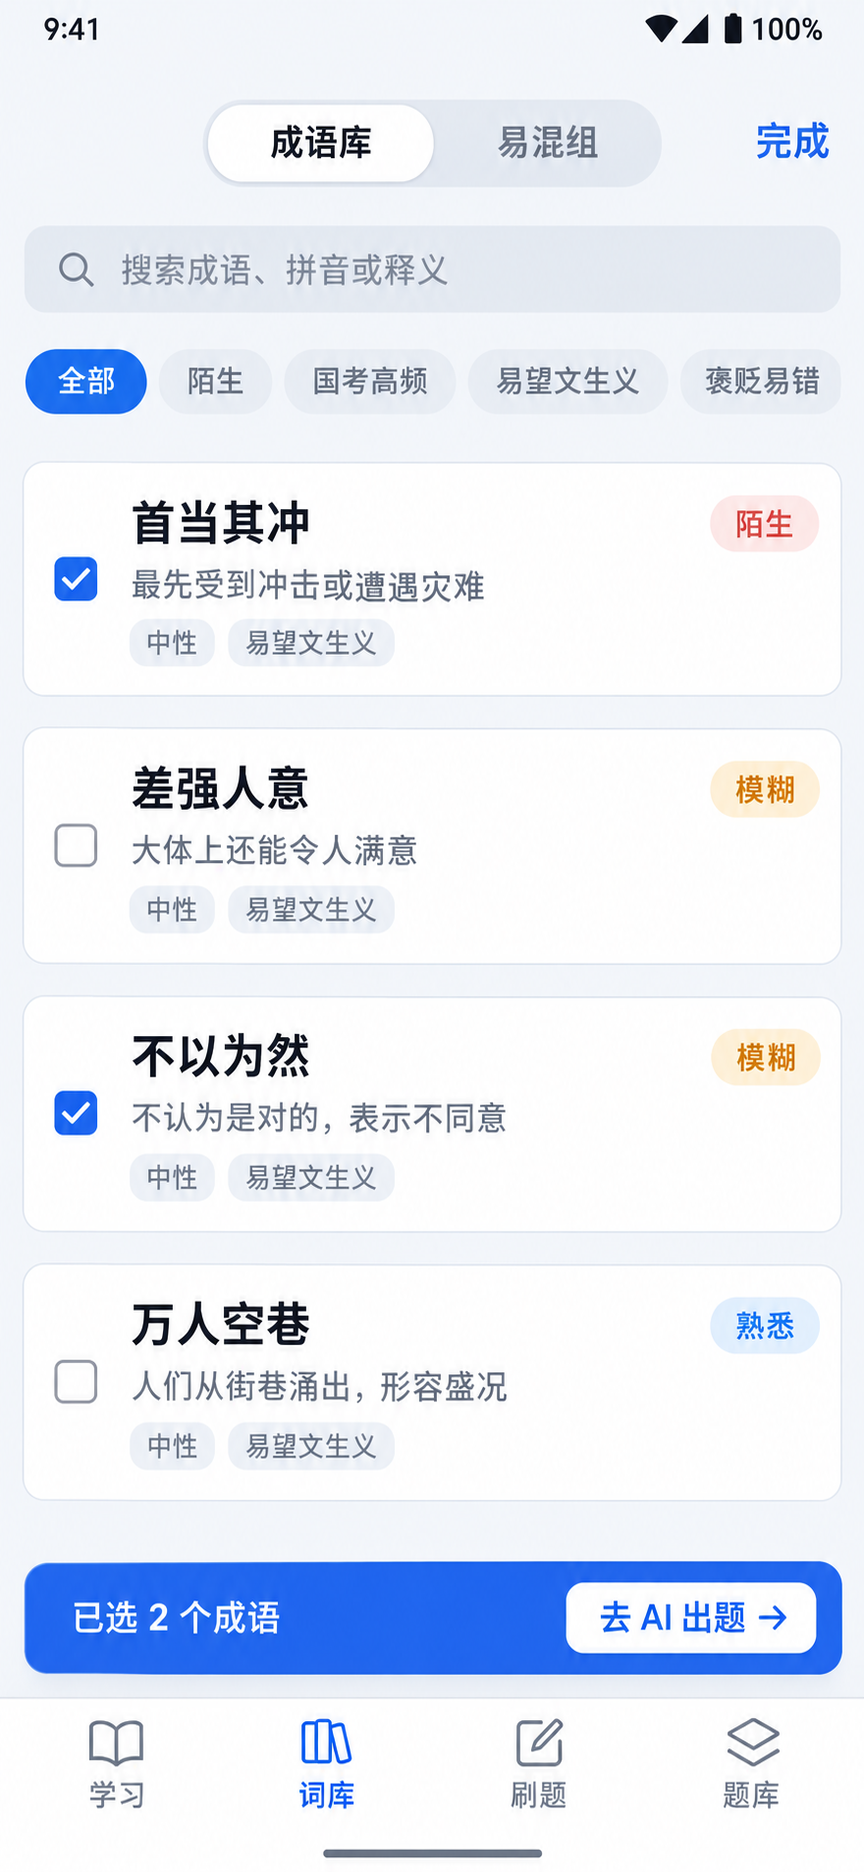 9:41 100%
成语库 易混组 完成
搜索成语、拼音或释义
全部 陌生 国考高频 易望文生义 褒贬易错
首当其冲 陌生
最先受到冲击或遭遇灾难
中性 易望文生义
差强人意 模糊
大体上还能令人满意
中性 易望文生义
不以为然 模糊
不认为是对的，表示不同意
中性 易望文生义
万人空巷 熟悉
人们从街巷涌出，形容盛况
中性 易望文生义
已选 2 个成语 去 AI 出题 →
学习 词库 刷题 题库